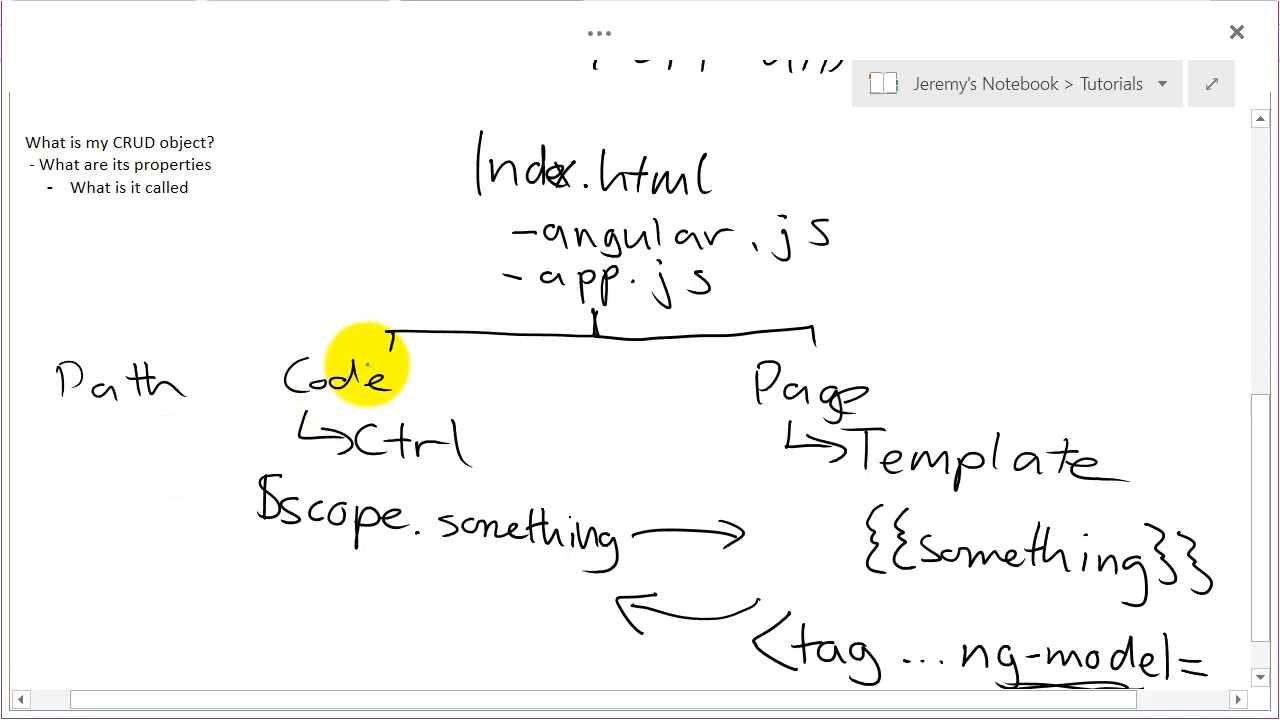 Jeremy's Notebook > Tutorials
What is my CRUD object?
- What are its properties
- What is it called
Index.html
- angular.js
- app.js
Path Code Page
Ctrl Template
$scope.something {{something}}
<tag ... ng-model=